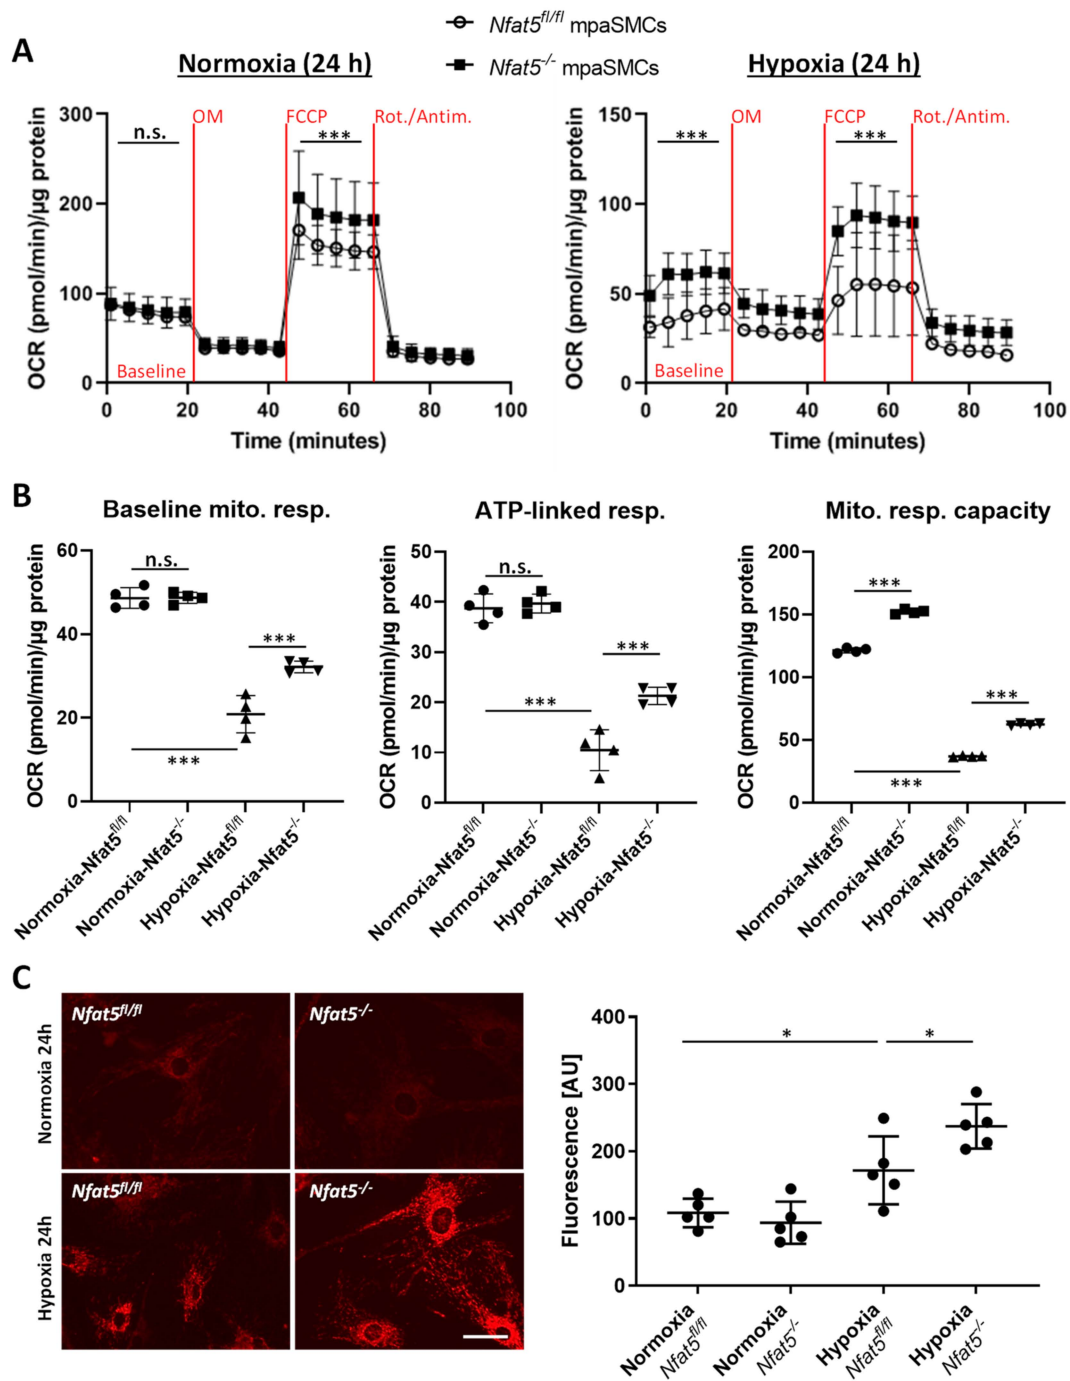 Nfat5fl/fl mpaSMCs
Nfat5-/- mpaSMCs
A
Normoxia (24 h)
Hypoxia (24 h)
OCR (pmol/min)/µg protein
300
200
100
0
n.s.
OM
FCCP
***
Rot./Antim.
Baseline
0 20 40 60 80 100
Time (minutes)
OCR (pmol/min)/µg protein
150
100
50
0
***
OM
FCCP
***
Rot./Antim.
Baseline
0 20 40 60 80 100
Time (minutes)
B
Baseline mito. resp.
OCR (pmol/min)/µg protein
60
40
20
0
n.s.
***
***
Normoxia-Nfat5fl/fl
Normoxia-Nfat5-/-
Hypoxia-Nfat5fl/fl
Hypoxia-Nfat5-/-
ATP-linked resp.
OCR (pmol/min)/µg protein
50
40
30
20
10
0
n.s.
***
***
Normoxia-Nfat5fl/fl
Normoxia-Nfat5-/-
Hypoxia-Nfat5fl/fl
Hypoxia-Nfat5-/-
Mito. resp. capacity
OCR (pmol/min)/µg protein
200
150
100
50
0
***
***
***
Normoxia-Nfat5fl/fl
Normoxia-Nfat5-/-
Hypoxia-Nfat5fl/fl
Hypoxia-Nfat5-/-
C
Normoxia 24h
Nfat5fl/fl
Nfat5-/-
Hypoxia 24h
Nfat5fl/fl
Nfat5-/-
Fluorescence [AU]
400
300
200
100
0
*
*
Normoxia
Nfat5fl/fl
Normoxia
Nfat5-/-
Hypoxia
Nfat5fl/fl
Hypoxia
Nfat5-/-